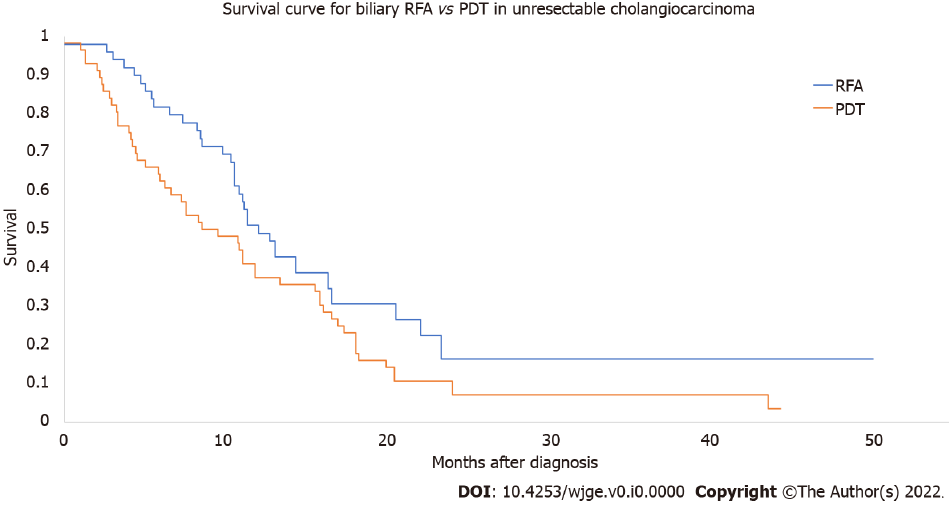 Survival curve for biliary RFA vs PDT in unresectable cholangiocarcinoma
1
0.9
0.8
0.7
0.6
0.5
0.4
0.3
0.2
0.1
0
Survival
RFA
PDT
0 10 20 30 40 50
Months after diagnosis
DOI: 10.4253/wjge.v0.i0.0000 Copyright ©The Author(s) 2022.